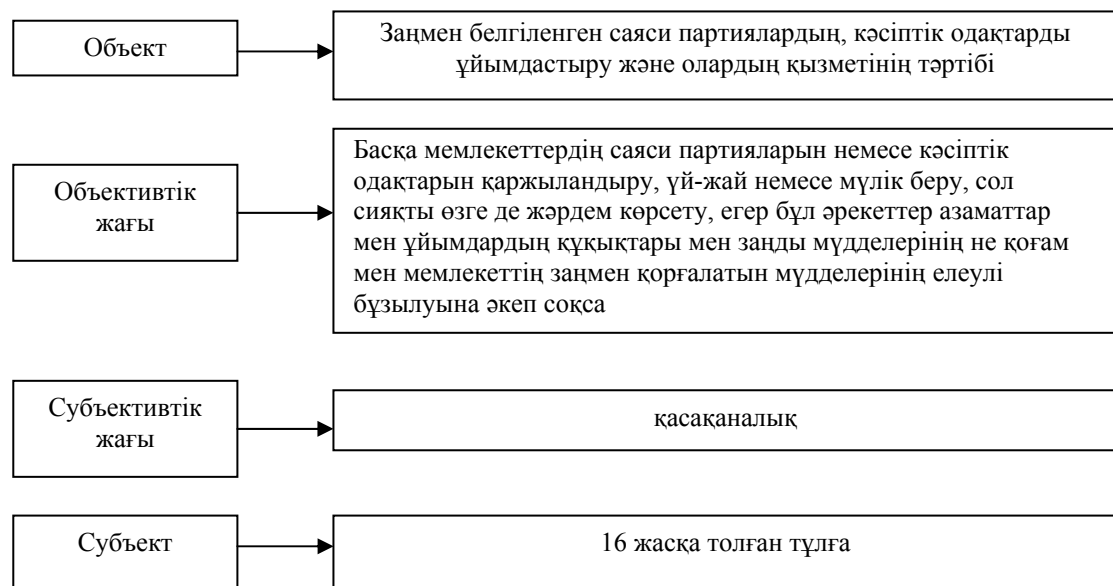 Объект
Заңмен белгіленген саяси партиялардың, кәсіптік одақтарды
ұйымдастыру және олардың қызметінің тәртібі
Объективтік
жағы
Басқа мемлекеттердің саяси партияларын немесе кәсіптік
одақтарын қаржыландыру, үй-жай немесе мүлік беру, сол
сияқты өзге де жәрдем көрсету, егер бұл әрекеттер азаматтар
мен ұйымдардың құқықтары мен заңды мүдделерінің не қоғам
мен мемлекеттің заңмен қорғалатын мүдделерінің елеулі
бұзылуына әкеп соқса
Субъективтік
жағы
қасақаналық
Субъект
16 жасқа толған тұлға